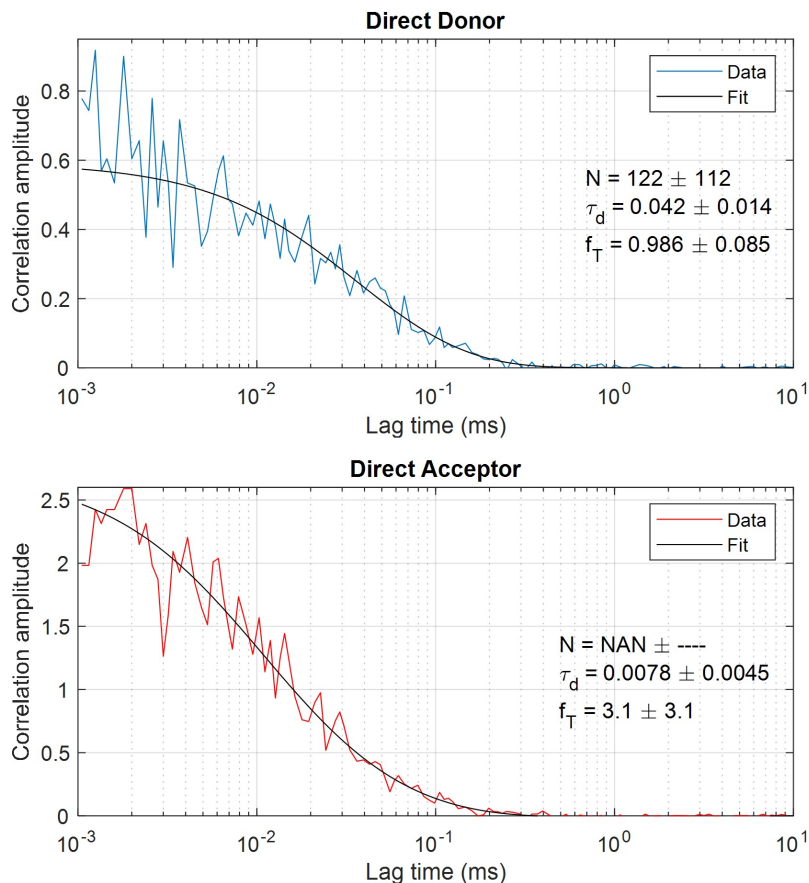 Direct Donor
Correlation amplitude
0.8
0.6
0.4
0.2
0
Data
Fit
N = 122 ± 112
τd = 0.042 ± 0.014
fT = 0.986 ± 0.085
10-3 10-2 10-1 100 101
Lag time (ms)
Direct Acceptor
Correlation amplitude
2.5
2
1.5
1
0.5
0
Data
Fit
N = NAN ± ----
τd = 0.0078 ± 0.0045
fT = 3.1 ± 3.1
10-3 10-2 10-1 100 101
Lag time (ms)